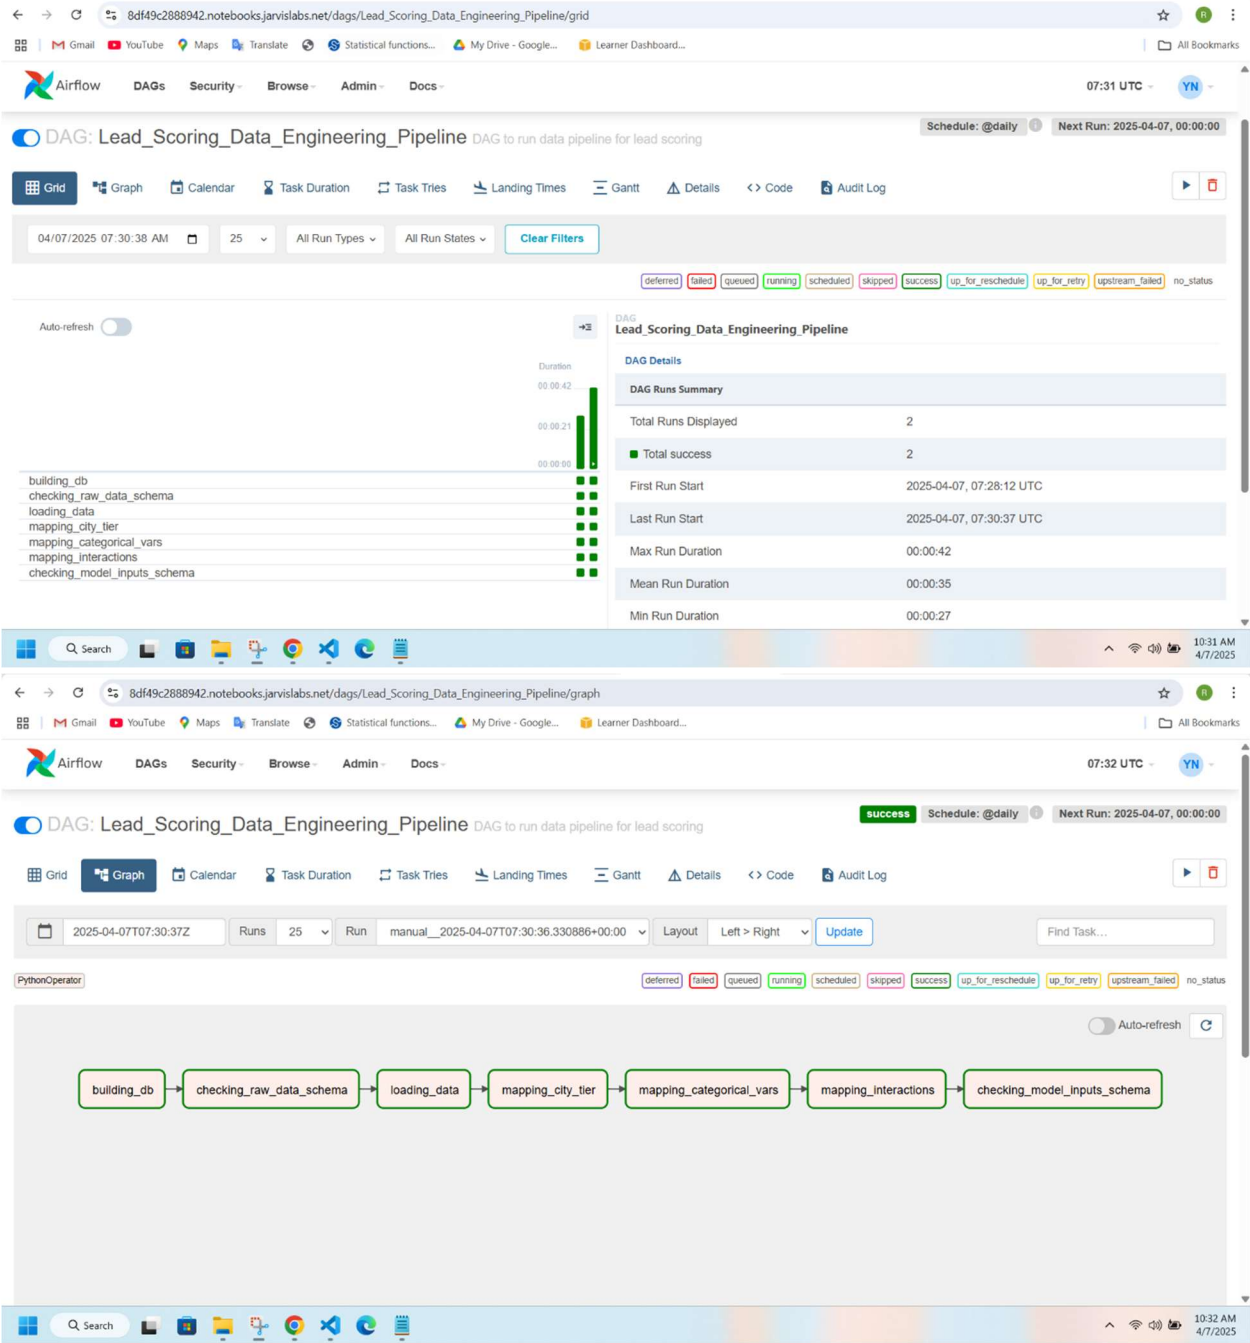 8df49c2888942.notebooks.jarvislabs.net/dags/Lead_Scoring_Data_Engineering_Pipeline/grid R
Gmail YouTube Maps Translate Statistical functions... My Drive - Google... Learner Dashboard... All Bookmarks
Airflow DAGs Security Browse Admin Docs 07:31 UTC YN
DAG: Lead_Scoring_Data_Engineering_Pipeline DAG to run data pipeline for lead scoring Schedule: @daily Next Run: 2025-04-07, 00:00:00
Grid Graph Calendar Task Duration Task Tries Landing Times Gantt Details <> Code Audit Log
04/07/2025 07:30:38 AM 25 All Run Types All Run States Clear Filters
deferred failed queued running scheduled skipped success up_for_reschedule up_for_retry upstream_failed no_status
Auto-refresh
Duration
00:00:42
00:00:21
00:00:00
building_db
checking_raw_data_schema
loading_data
mapping_city_tier
mapping_categorical_vars
mapping_interactions
checking_model_inputs_schema
DAG
Lead_Scoring_Data_Engineering_Pipeline
DAG Details
DAG Runs Summary
Total Runs Displayed 2
Total success 2
First Run Start 2025-04-07, 07:28:12 UTC
Last Run Start 2025-04-07, 07:30:37 UTC
Max Run Duration 00:00:42
Mean Run Duration 00:00:35
Min Run Duration 00:00:27
Search 10:31 AM
4/7/2025
8df49c2888942.notebooks.jarvislabs.net/dags/Lead_Scoring_Data_Engineering_Pipeline/graph R
Gmail YouTube Maps Translate Statistical functions... My Drive - Google... Learner Dashboard... All Bookmarks
Airflow DAGs Security Browse Admin Docs 07:32 UTC YN
DAG: Lead_Scoring_Data_Engineering_Pipeline DAG to run data pipeline for lead scoring success Schedule: @daily Next Run: 2025-04-07, 00:00:00
Grid Graph Calendar Task Duration Task Tries Landing Times Gantt Details <> Code Audit Log
2025-04-07T07:30:37Z Runs 25 Run manual__2025-04-07T07:30:36.330886+00:00 Layout Left > Right Update Find Task...
PythonOperator deferred failed queued running scheduled skipped success up_for_reschedule up_for_retry upstream_failed no_status
Auto-refresh
building_db checking_raw_data_schema loading_data mapping_city_tier mapping_categorical_vars mapping_interactions checking_model_inputs_schema
Search 10:32 AM
4/7/2025